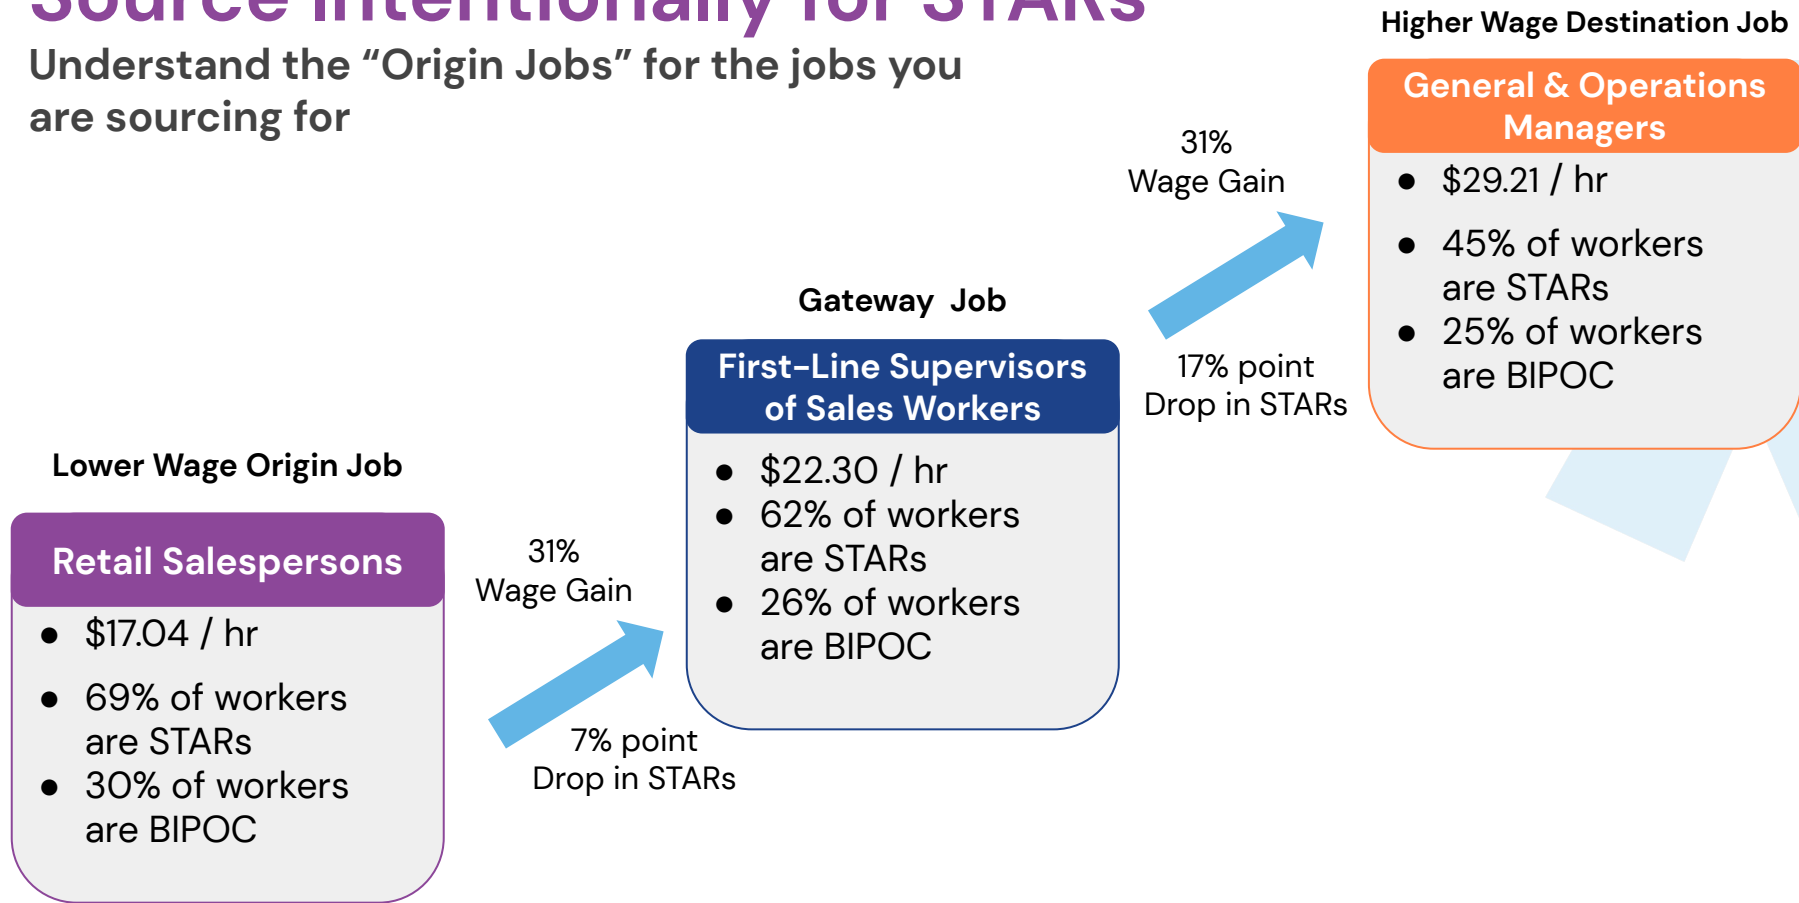 Source Intentionally for STARs
Understand the “Origin Jobs” for the jobs you
are sourcing for
Lower Wage Origin Job
Retail Salespersons
● $17.04 / hr
● 69% of workers
are STARs
● 30% of workers
are BIPOC
31%
Wage Gain
7% point
Drop in STARs
Gateway Job
First-Line Supervisors
of Sales Workers
● $22.30 / hr
● 62% of workers
are STARs
● 26% of workers
are BIPOC
31%
Wage Gain
17% point
Drop in STARs
Higher Wage Destination Job
General & Operations
Managers
● $29.21 / hr
● 45% of workers
are STARs
● 25% of workers
are BIPOC